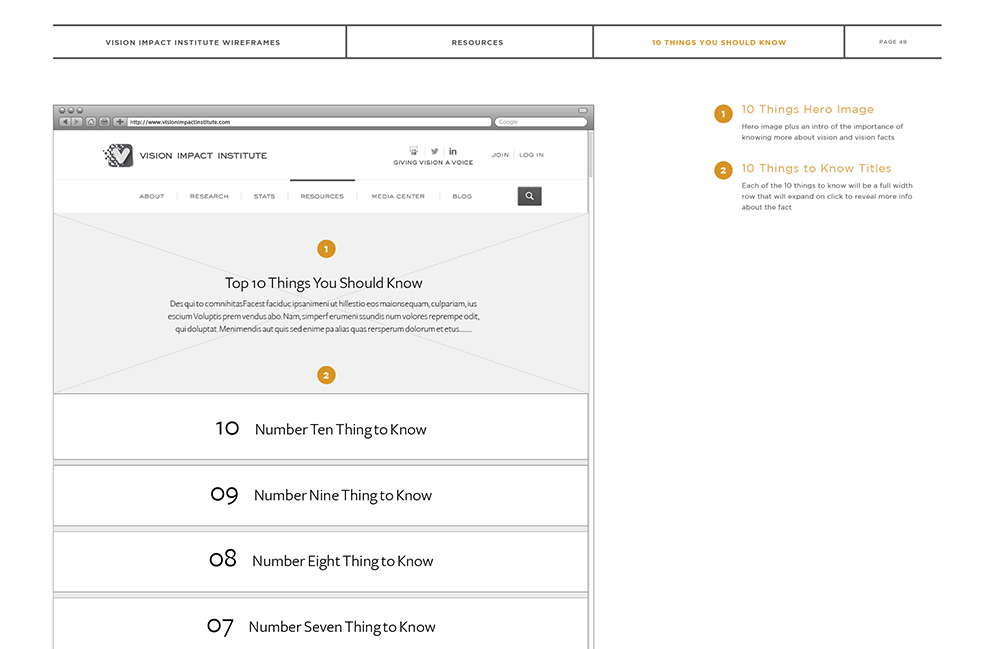 VISION IMPACT INSTITUTE WIREFRAMES
RESOURCES
10 THINGS YOU SHOULD KNOW
PAGE 49
http://www.visionimpactinstitute.com
Google
VISION IMPACT INSTITUTE
in
GIVING VISION A VOICE
JOIN
LOG IN
ABOUT
RESEARCH
STATS
RESOURCES
MEDIA CENTER
BLOG
1
Top 10 Things You Should Know
Des qui to comnihitasFacest faciduc ipsanimeni ut hillestio eos maionsequam, culpariam, ius
escium Voluptis prem vendus abo. Nam, simperf erumeni ssundis num volores reprempe odit,
qui doluptat. Menimendis aut quis sed enime pa alias quas rersperum dolorum et etus.......
2
10 Number Ten Thing to Know
09 Number Nine Thing to Know
08 Number Eight Thing to Know
07 Number Seven Thing to Know
1 10 Things Hero Image
Hero image plus an intro of the importance of
knowing more about vision and vision facts
2 10 Things to Know Titles
Each of the 10 things to know will be a full width
row that will expand on click to reveal more info
about the fact